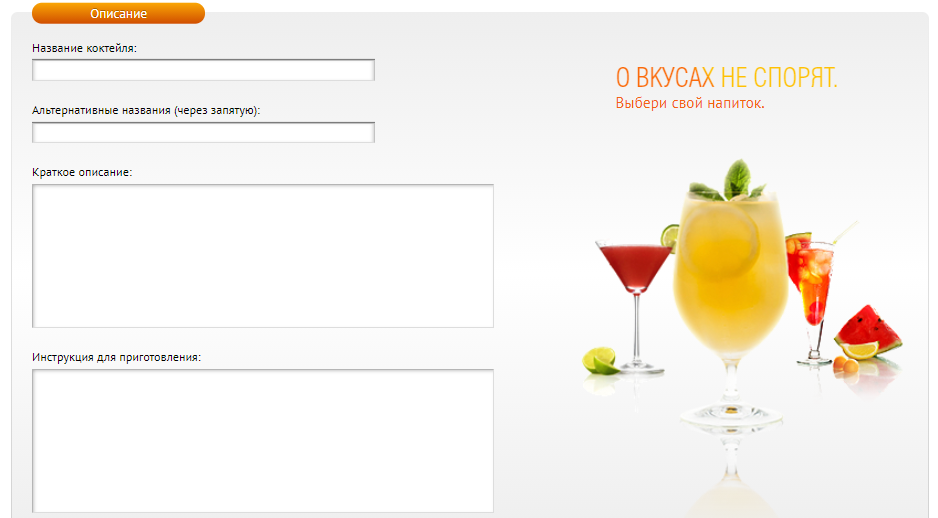 Описание
Название коктейля:
Альтернативные названия (через запятую):
Краткое описание:
Инструкция для приготовления:
О ВКУСАХ НЕ СПОРЯТ.
Выбери свой напиток.